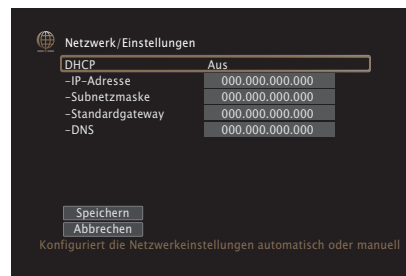 Netzwerk/Einstellungen
DHCP Aus
-IP-Adresse 000.000.000.000
-Subnetzmaske 000.000.000.000
-Standardgateway 000.000.000.000
-DNS 000.000.000.000
Speichern
Abbrechen
Konfiguriert die Netzwerkeinstellungen automatisch oder manuell